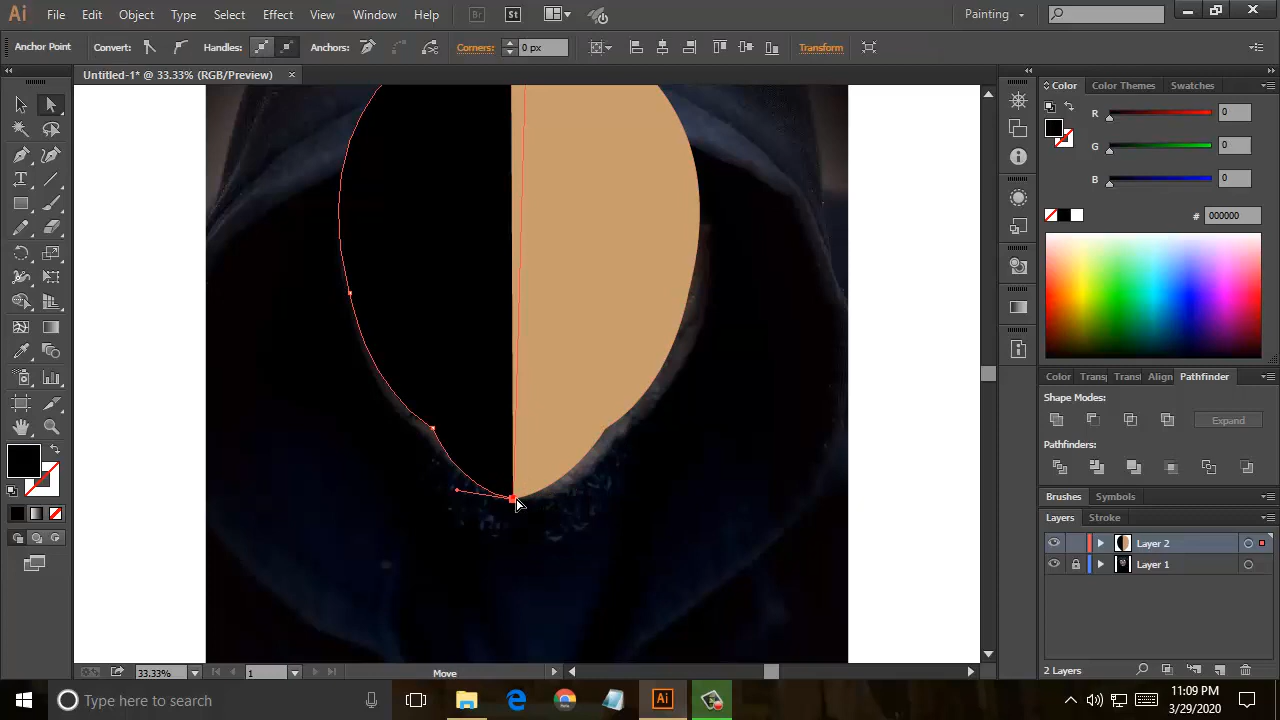 Ai File Edit Object Type Select Effect View Window Help Br St Painting
Anchor Point Convert: Handles: Anchors: Corners: 0 px Transform
Untitled-1* @ 33.33% (RGB/Preview) ×
Color Color Themes Swatches
R 0
G 0
B 0
# 000000
Color Trans Trans Align Pathfinder
Shape Modes:
Expand
Pathfinders:
Brushes Symbols
Layers Stroke
Layer 2
Layer 1
33.33% 1 Move 2 Layers
Type here to search Ai 11:09 PM
3/29/2020